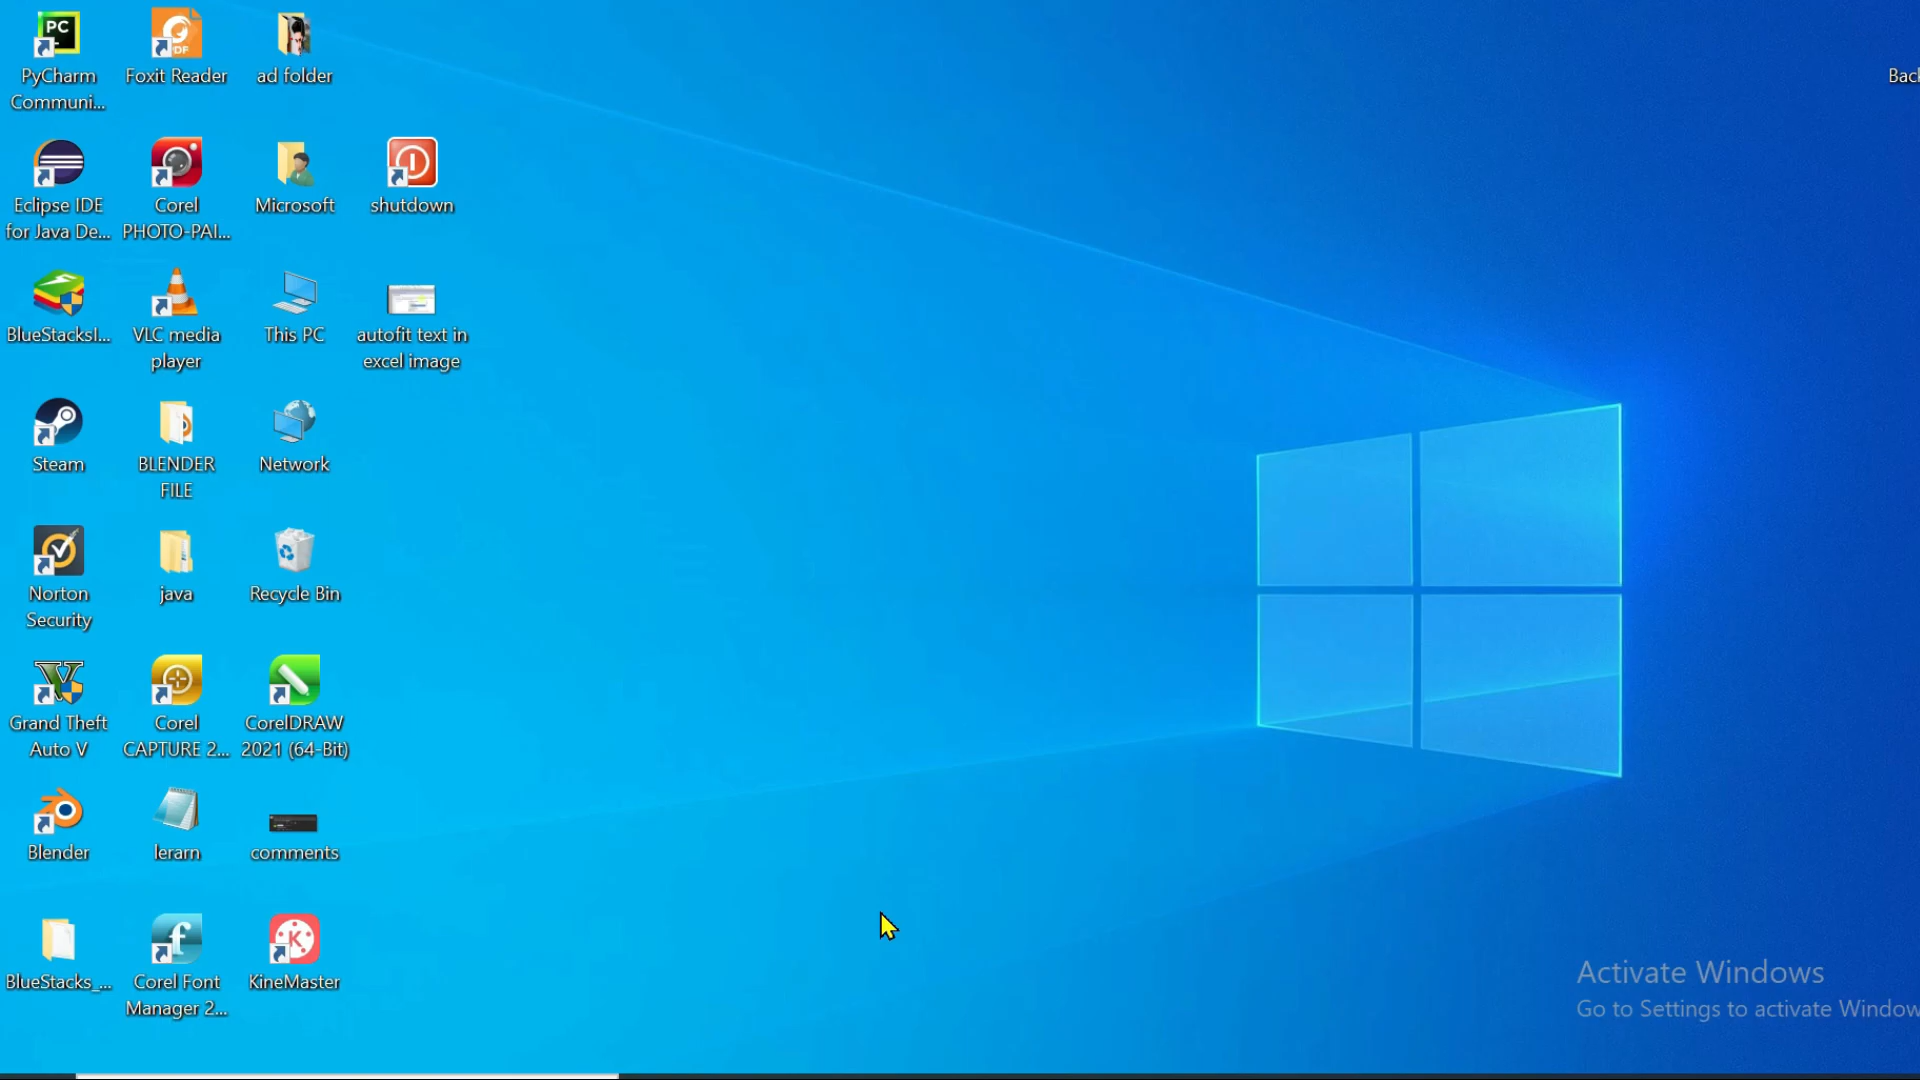 PyCharm
Communi...
Foxit Reader
ad folder
Bac
Eclipse IDE
for Java De...
Corel
PHOTO-PAI...
Microsoft
shutdown
BlueStacksI...
VLC media
player
This PC
autofit text in
excel image
Steam
BLENDER
FILE
Network
Norton
Security
java
Recycle Bin
Grand Theft
Auto V
Corel
CAPTURE 2...
CorelDRAW
2021 (64-Bit)
Blender
lerarn
comments
BlueStacks_...
Corel Font
Manager 2...
KineMaster
Activate Windows
Go to Settings to activate Window
PC
PDF